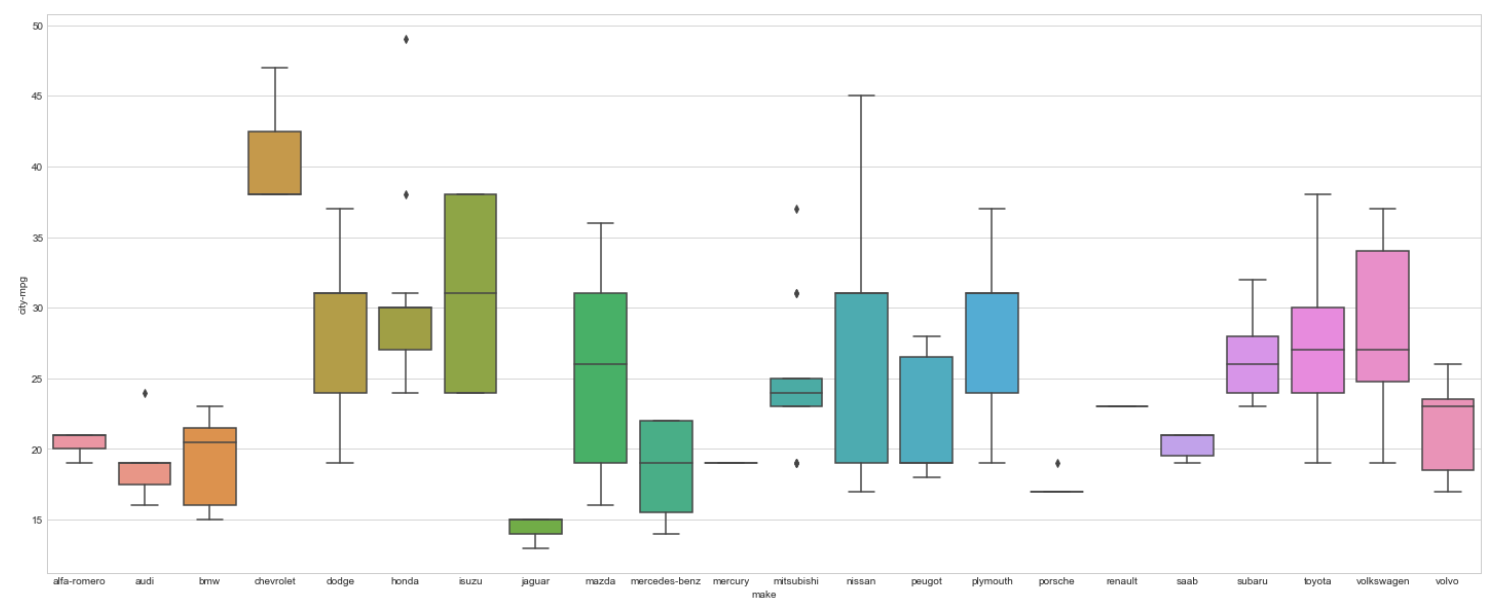 50
45
40
35
30
25
20
15
city-mpg
alfa-romero audi bmw chevrolet dodge honda isuzu jaguar mazda mercedes-benz mercury mitsubishi nissan peugot plymouth porsche renault saab subaru toyota volkswagen volvo
make